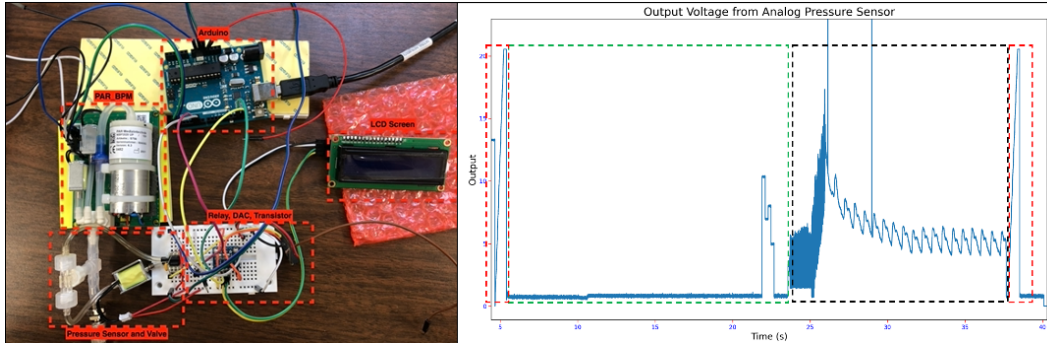 Arduino
PAR_BPM
LCD Screen
Relay, DAC, Transistor
Pressure Sensor and Valve
Output Voltage from Analog Pressure Sensor
Output
20
15
10
5
0
5
10
15
20
25
30
35
40
Time (s)